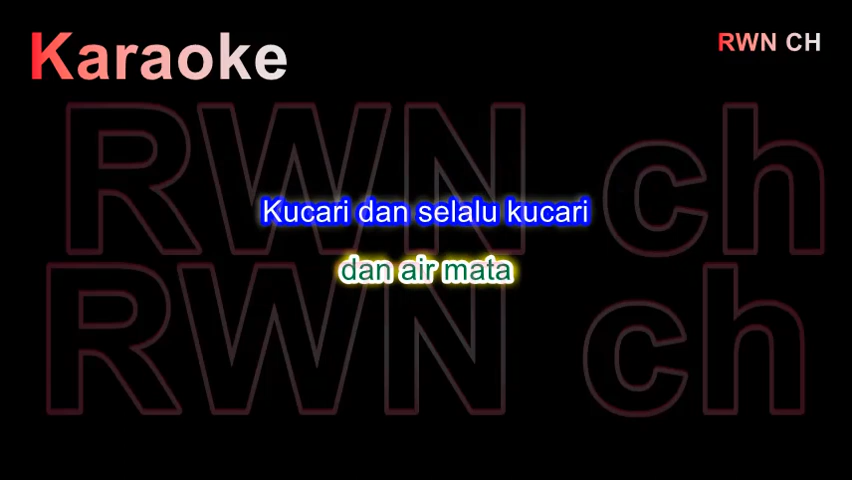 Karaoke
RWN CH
RWN ch
Kucari dan selalu kucari
dan air mata
RWN ch